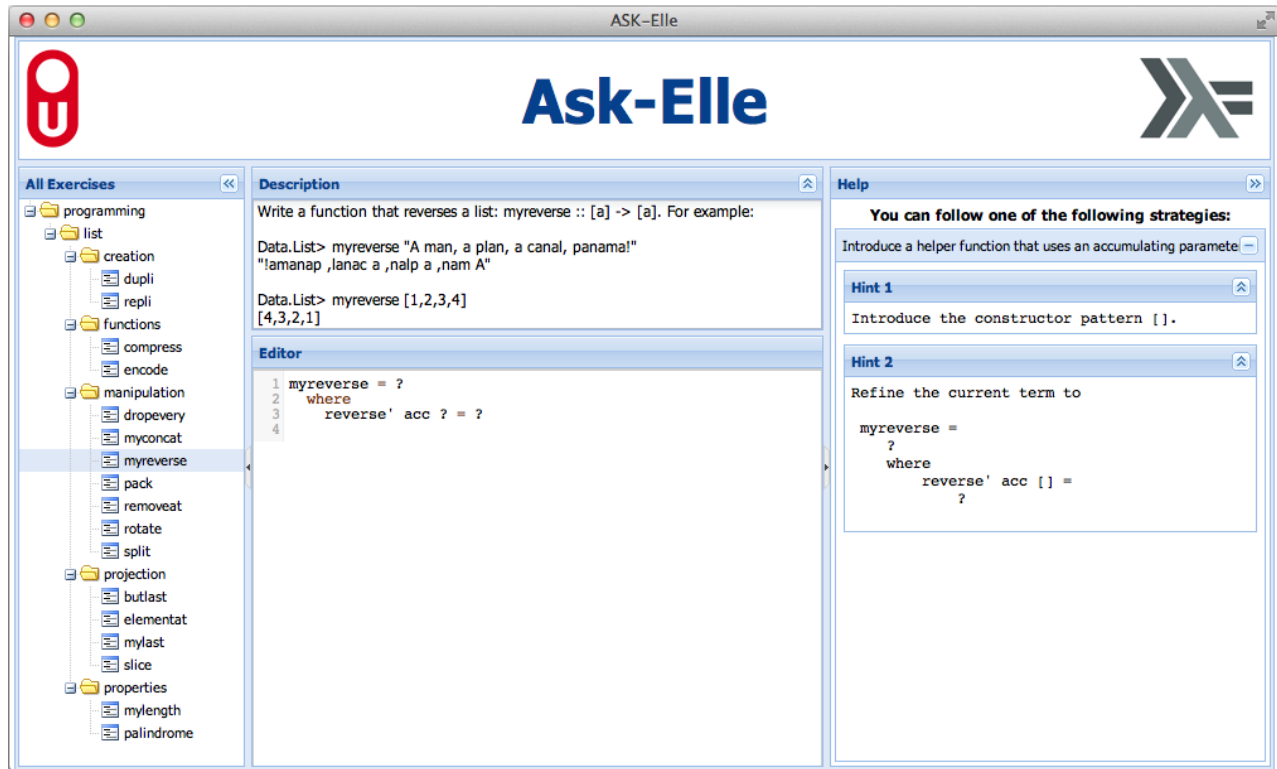 ASK-Elle
U
Ask-Elle
All Exercises
programming
list
creation
dupli
repli
functions
compress
encode
manipulation
dropevery
myconcat
myreverse
pack
removeat
rotate
split
projection
butlast
elementat
mylast
slice
properties
mylength
palindrome
Description
Write a function that reverses a list: myreverse :: [a] -> [a]. For example:
Data.List> myreverse "A man, a plan, a canal, panama!"
"!amanap ,lanac a ,nalp a ,nam A"
Data.List> myreverse [1,2,3,4]
[4,3,2,1]
Editor
1 myreverse = ?
2 where
3 reverse' acc ? = ?
4
Help
You can follow one of the following strategies:
Introduce a helper function that uses an accumulating paramete
Hint 1
Introduce the constructor pattern [].
Hint 2
Refine the current term to
myreverse =
?
where
reverse' acc [] =
?